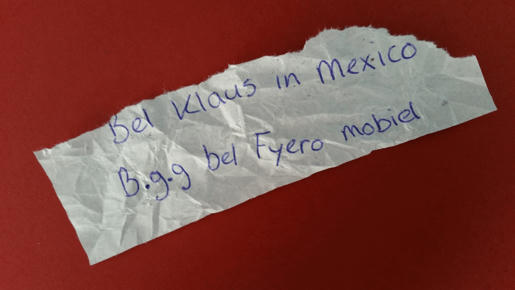 Bel Klaus in Mexico
B.g.g bel Fyero mobiel